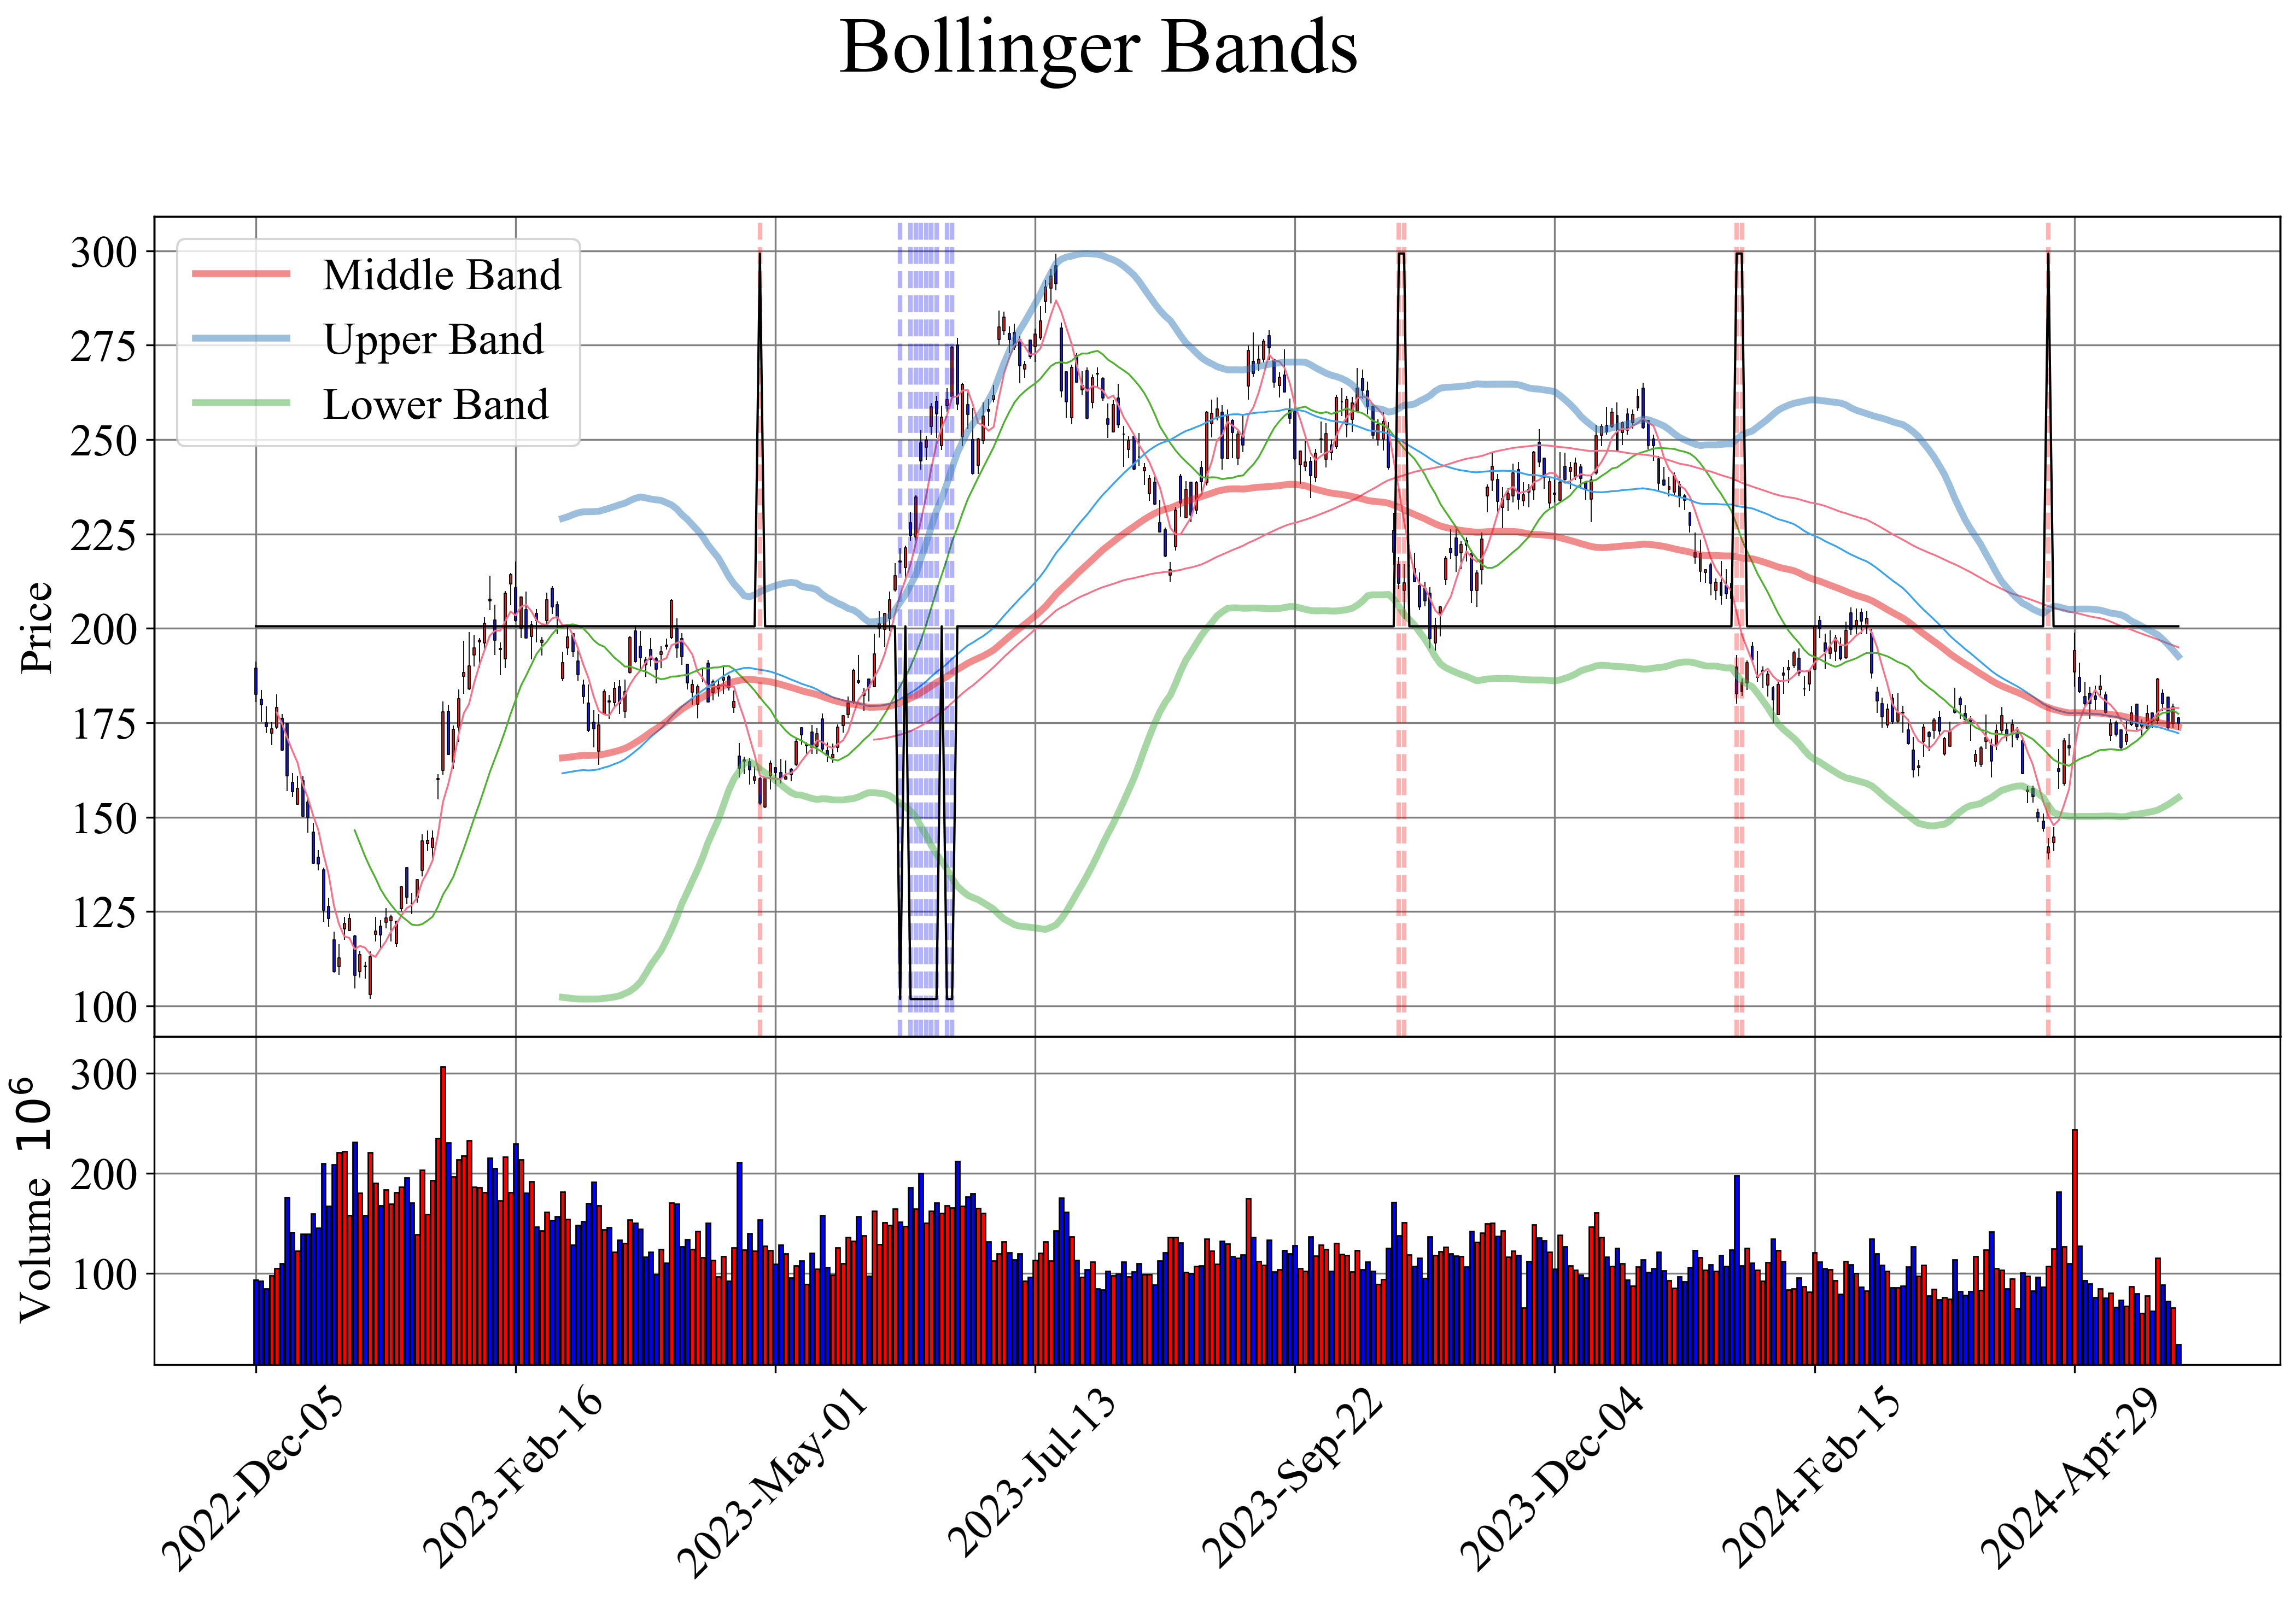 Bollinger Bands
Middle Band
Upper Band
Lower Band
Price
300
275
250
225
200
175
150
125
100
Volume 10⁶
300
200
100
2022-Dec-05
2023-Feb-16
2023-May-01
2023-Jul-13
2023-Sep-22
2023-Dec-04
2024-Feb-15
2024-Apr-29